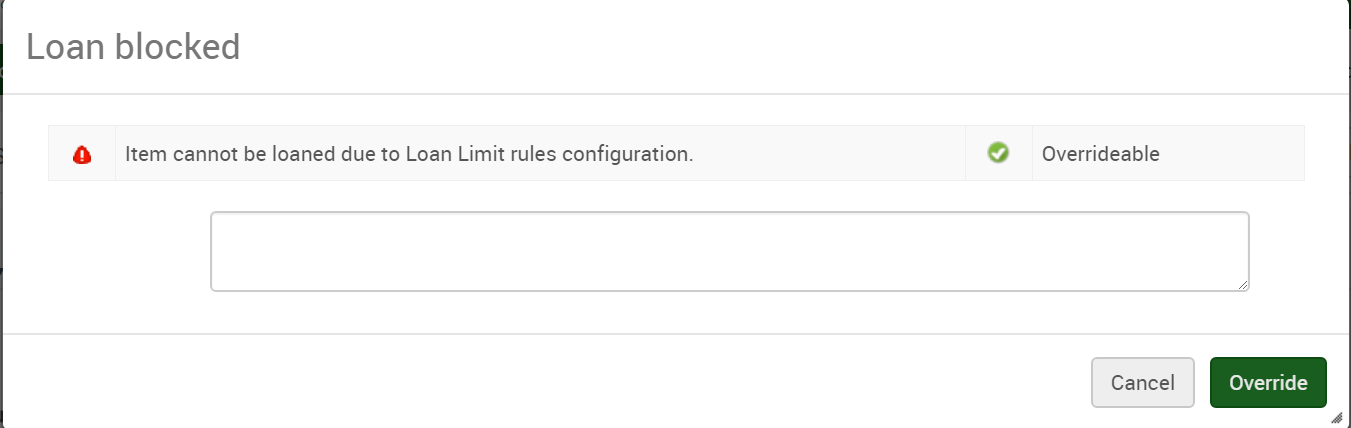 Loan blocked
Item cannot be loaned due to Loan Limit rules configuration. Overrideable
Cancel Override